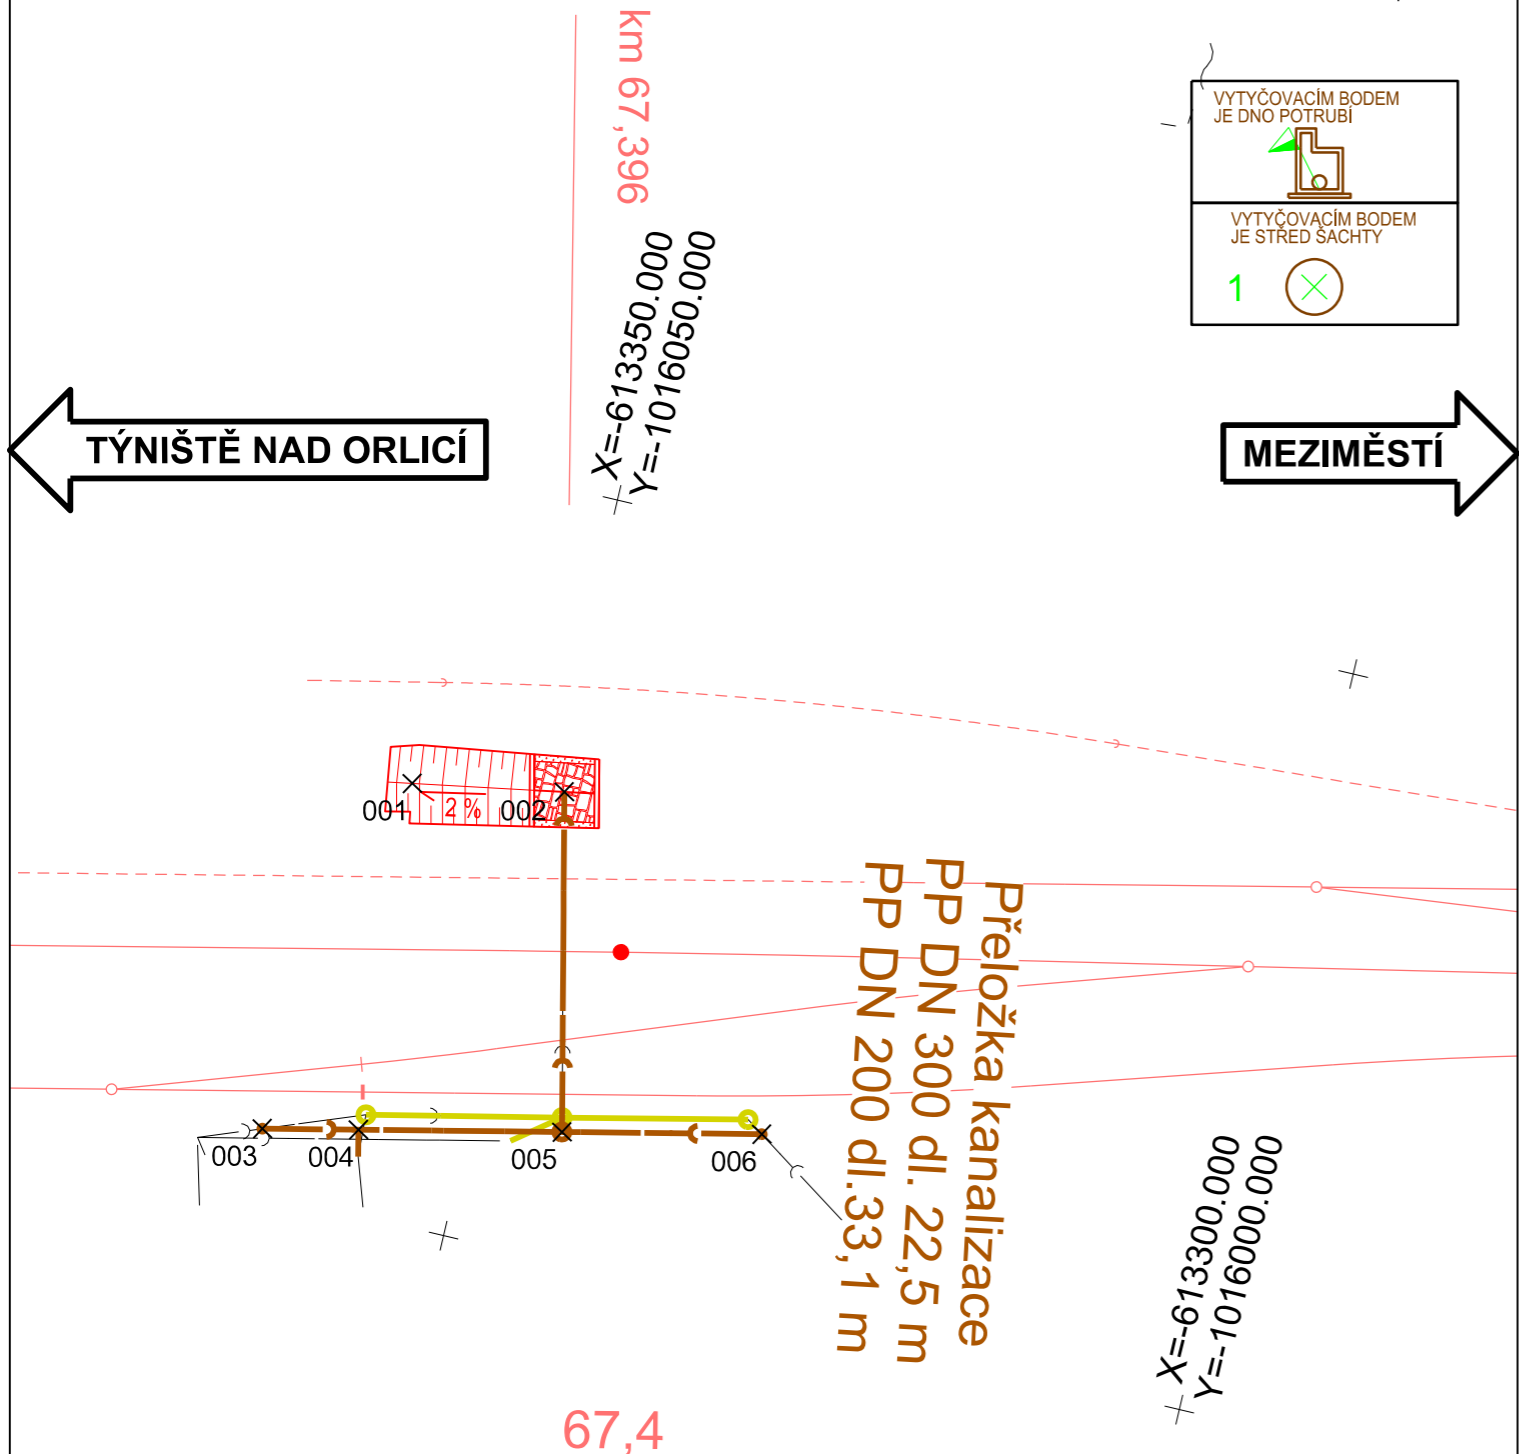 km 67,396
VYTYČOVACÍM BODEM
JE DNO POTRUBÍ
VYTYČOVACÍM BODEM
JE STŘED ŠACHTY
1
X=-613350.000
Y=-1016050.000
TÝNIŠTĚ NAD ORLICÍ
MEZIMĚSTÍ
001
2 %
002
Přeložka kanalizace
PP DN 300 dl. 22,5 m
PP DN 200 dl.33,1 m
003
004
005
006
X=-613300.000
Y=-1016000.000
67,4